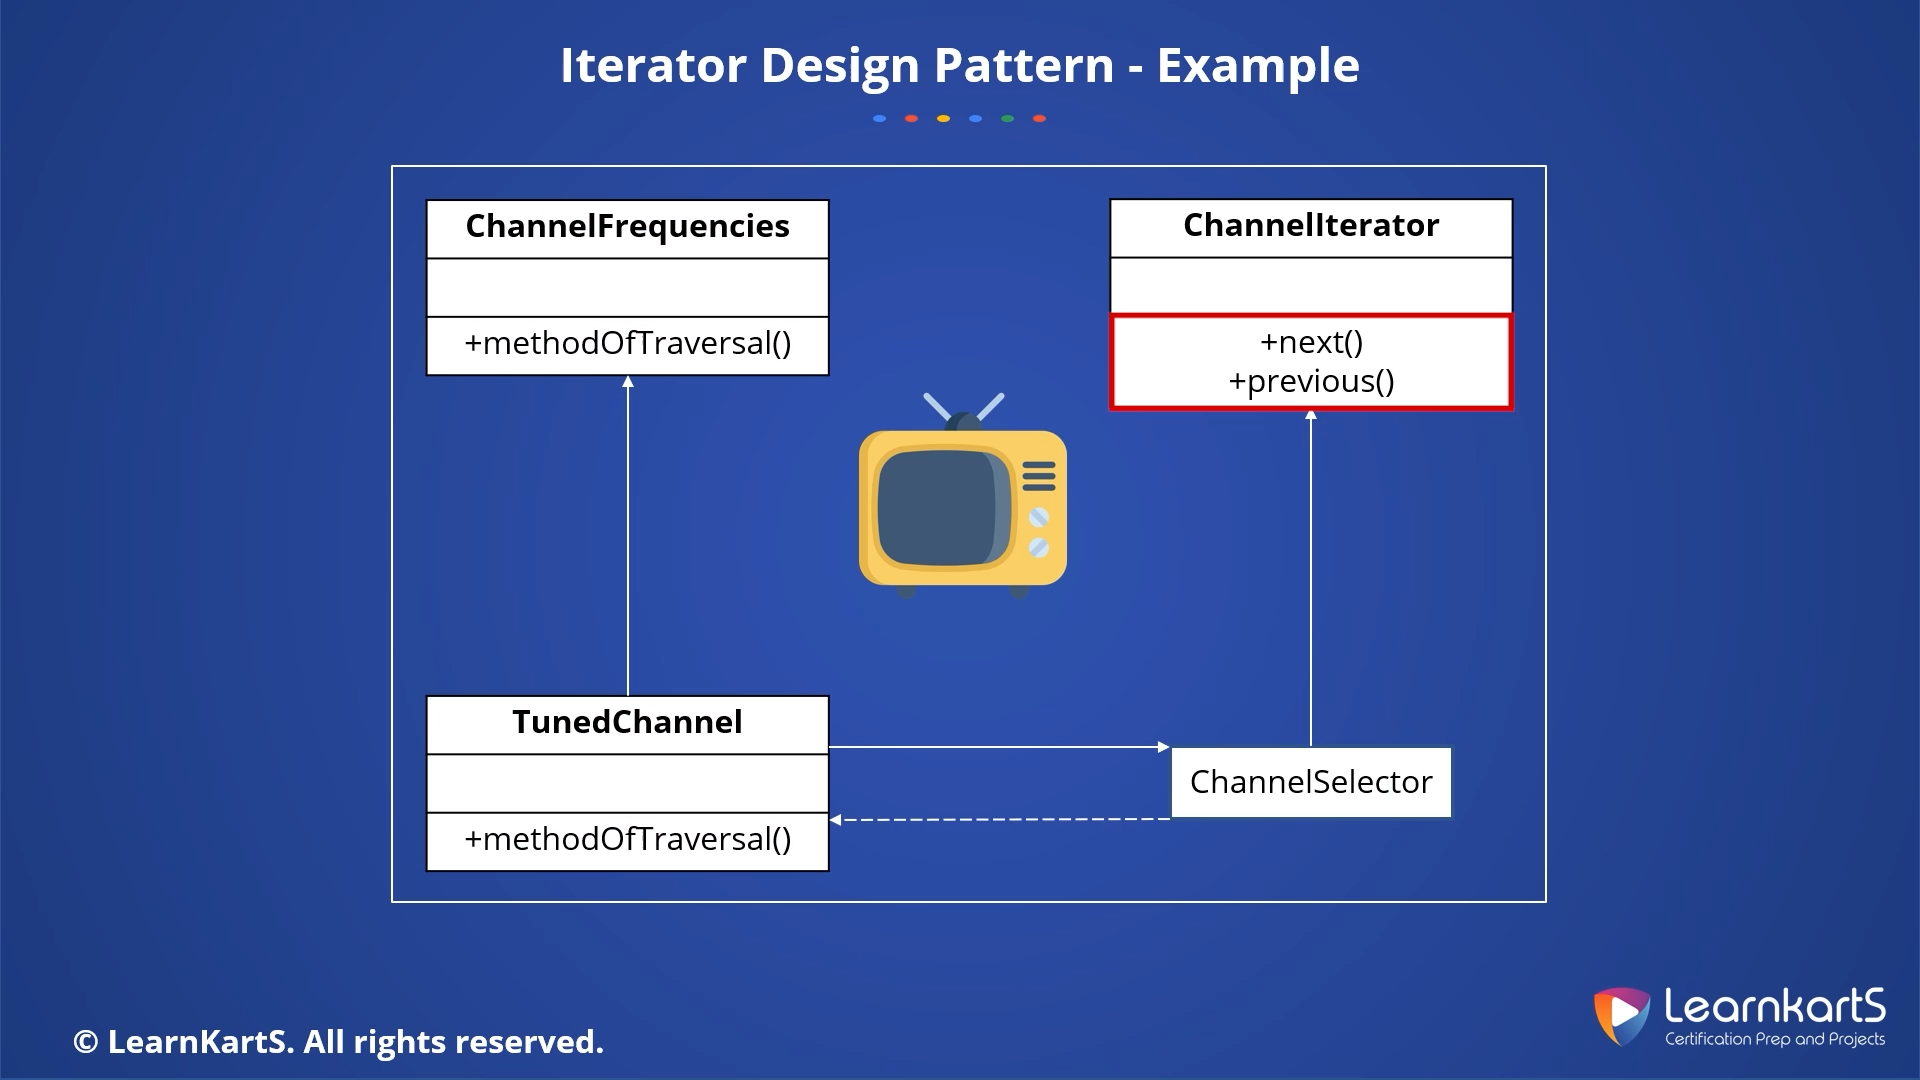 Iterator Design Pattern - Example
ChannelFrequencies
+methodOfTraversal()
ChannelIterator
+next()
+previous()
TunedChannel
+methodOfTraversal()
ChannelSelector
© LearnKartS. All rights reserved.
LearnkartS
Certification Prep and Projects